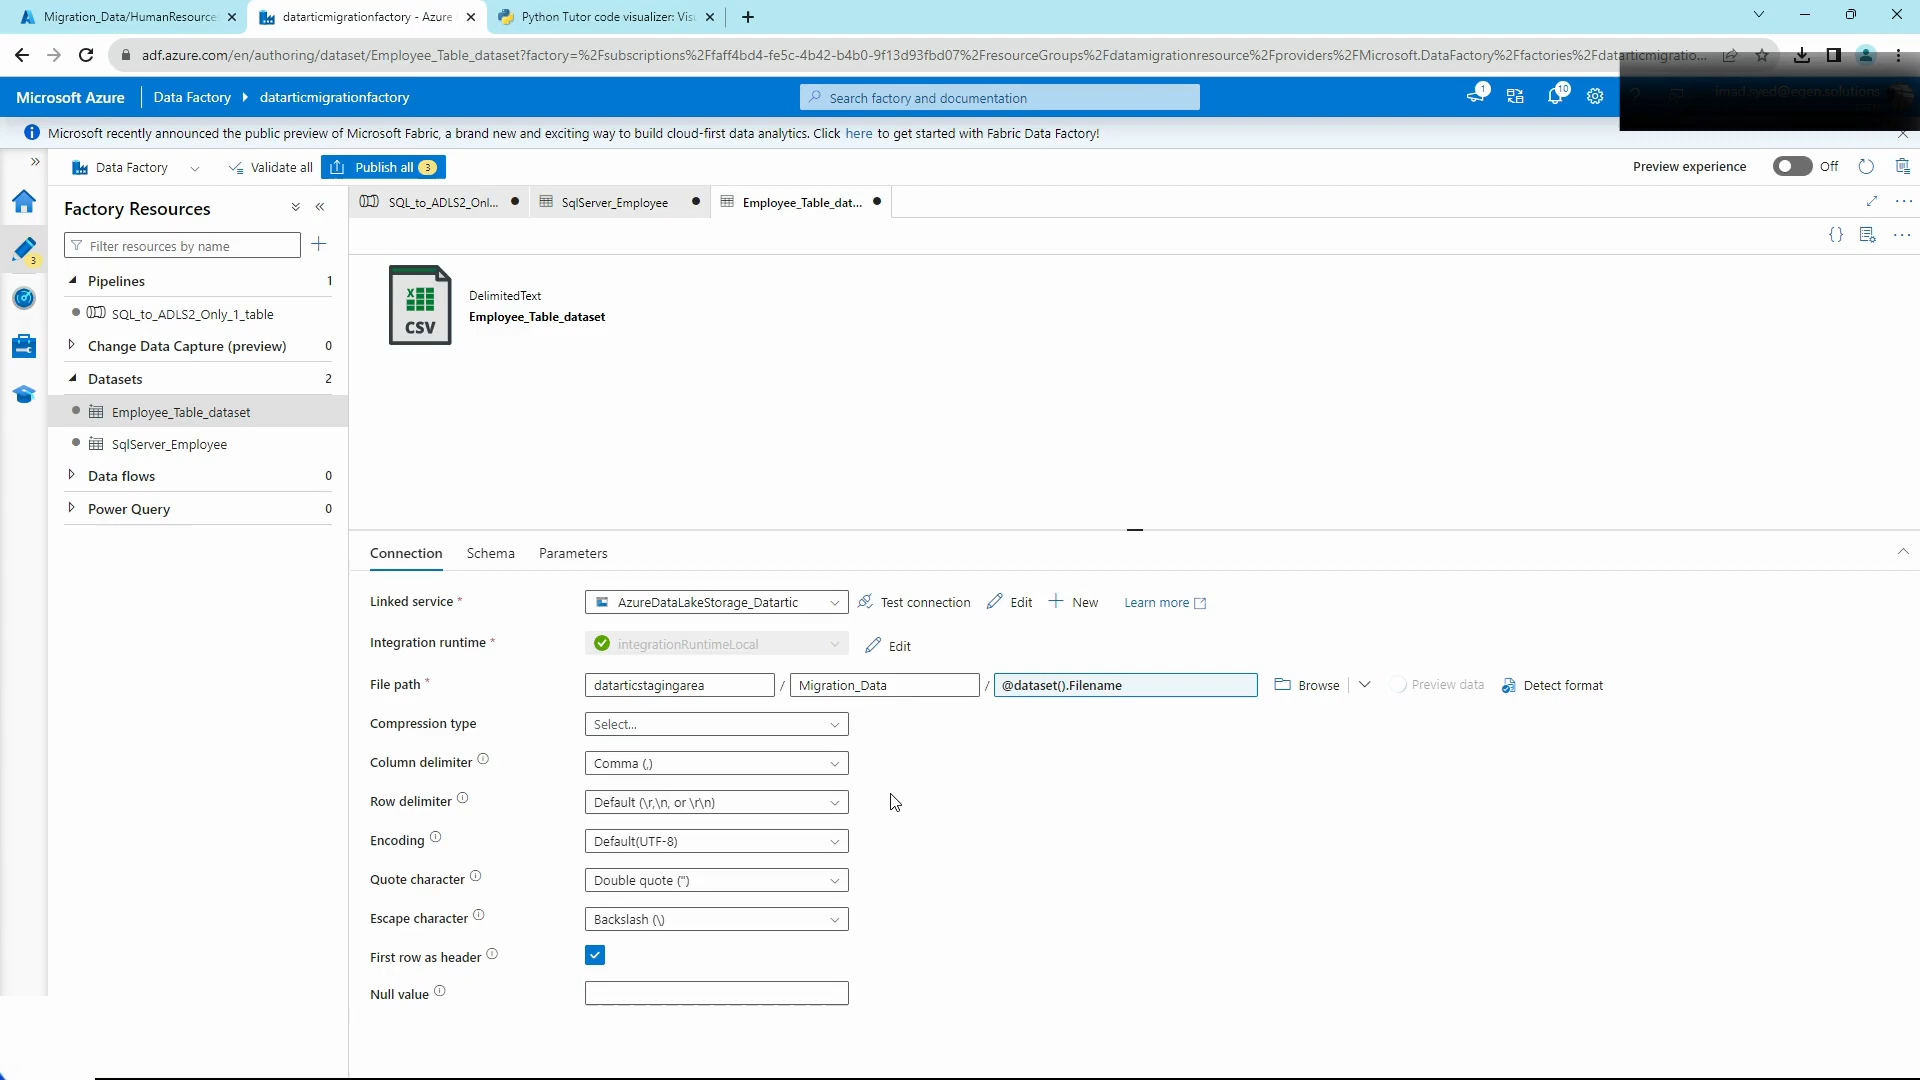 Migration_Data/HumanResource
datarticmigrationfactory - Azure
Python Tutor code visualizer: Vis
adf.azure.com/en/authoring/dataset/Employee_Table_dataset?factory=%2Fsubscriptions%2Ffaff4bd4-fe5c-4b42-b4b0-9f13d93fbd07%2FresourceGroups%2Fdatamigrationresource%2Fproviders%2FMicrosoft.DataFactory%2Ffactories%2Fdatarticmigratio...
Microsoft Azure
Data Factory
datarticmigrationfactory
Search factory and documentation
1
10
imad.syed@egen.solutions
Microsoft recently announced the public preview of Microsoft Fabric, a brand new and exciting way to build cloud-first data analytics. Click here to get started with Fabric Data Factory!
Data Factory
Validate all
Publish all 3
Preview experience
Off
Factory Resources
SQL_to_ADLS2_Onl...
SqlServer_Employee
Employee_Table_dat...
Filter resources by name
3
Pipelines 1
SQL_to_ADLS2_Only_1_table
Change Data Capture (preview) 0
Datasets 2
Employee_Table_dataset
SqlServer_Employee
Data flows 0
Power Query 0
CSV
DelimitedText
Employee_Table_dataset
Connection
Schema
Parameters
Linked service *
AzureDataLakeStorage_Datartic
Test connection
Edit
New
Learn more
Integration runtime *
integrationRuntimeLocal
Edit
File path *
datarticstagingarea / Migration_Data / @dataset().Filename
Browse
Preview data
Detect format
Compression type
Select...
Column delimiter
Comma (,)
Row delimiter
Default (\r,\n, or \r\n)
Encoding
Default(UTF-8)
Quote character
Double quote (")
Escape character
Backslash (\)
First row as header
Null value